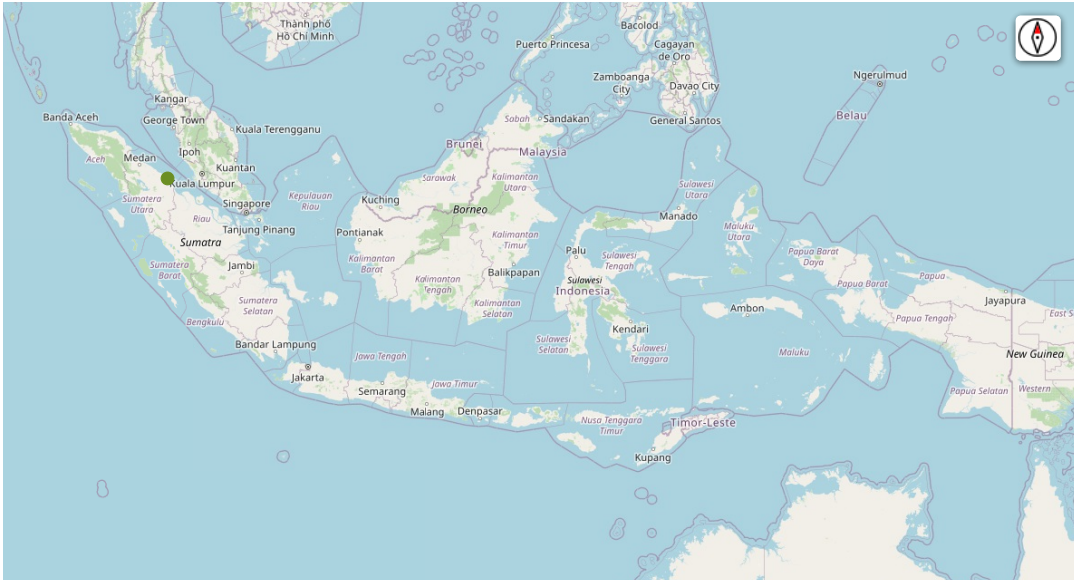 Thành phố
Hồ Chí Minh
Bacolod
Puerto Princesa
Cagayan
de Oro
Zamboanga
City
Davao City
Ngerulmud
Kangar
Banda Aceh
George Town
Kuala Terengganu
Sabah
Sandakan
General Santos
Belau
Ipoh
Brunei
Malaysia
Aceh
Medan
Kuantan
Kuala Lumpur
Sarawak
Kalimantan
Utara
Sulawesi
Utara
Sumatera
Utara
Singapore
Kepulauan
Riau
Kuching
Borneo
Manado
Riau
Tanjung Pinang
Pontianak
Maluku
Utara
Sumatra
Kalimantan
Timur
Palu
Sulawesi
Tengah
Papua Barat
Daya
Sumatera
Barat
Jambi
Kalimantan
Barat
Balikpapan
Kalimantan
Tengah
Sulawesi
Indonesia
Papua Barat
Papua
Sumatera
Selatan
Kalimantan
Selatan
Ambon
Jayapura
Bengkulu
Kendari
Papua Tengah
East S
Bandar Lampung
Sulawesi
Selatan
Sulawesi
Tenggara
Maluku
New Guinea
Jawa Tengah
Jakarta
Semarang
Jawa Timur
Papua Selatan
Western
Malang
Denpasar
Nusa Tenggara
Timur
Timor-Leste
Kupang